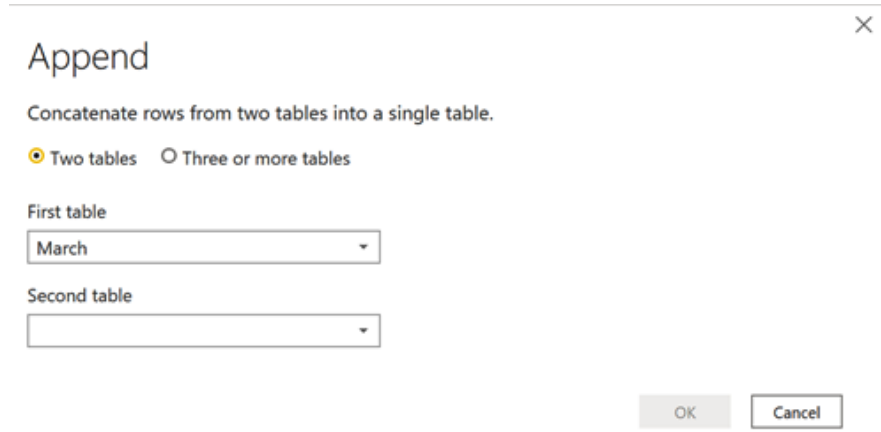 Append
Concatenate rows from two tables into a single table.
Two tables Three or more tables
First table
March
Second table
OK Cancel